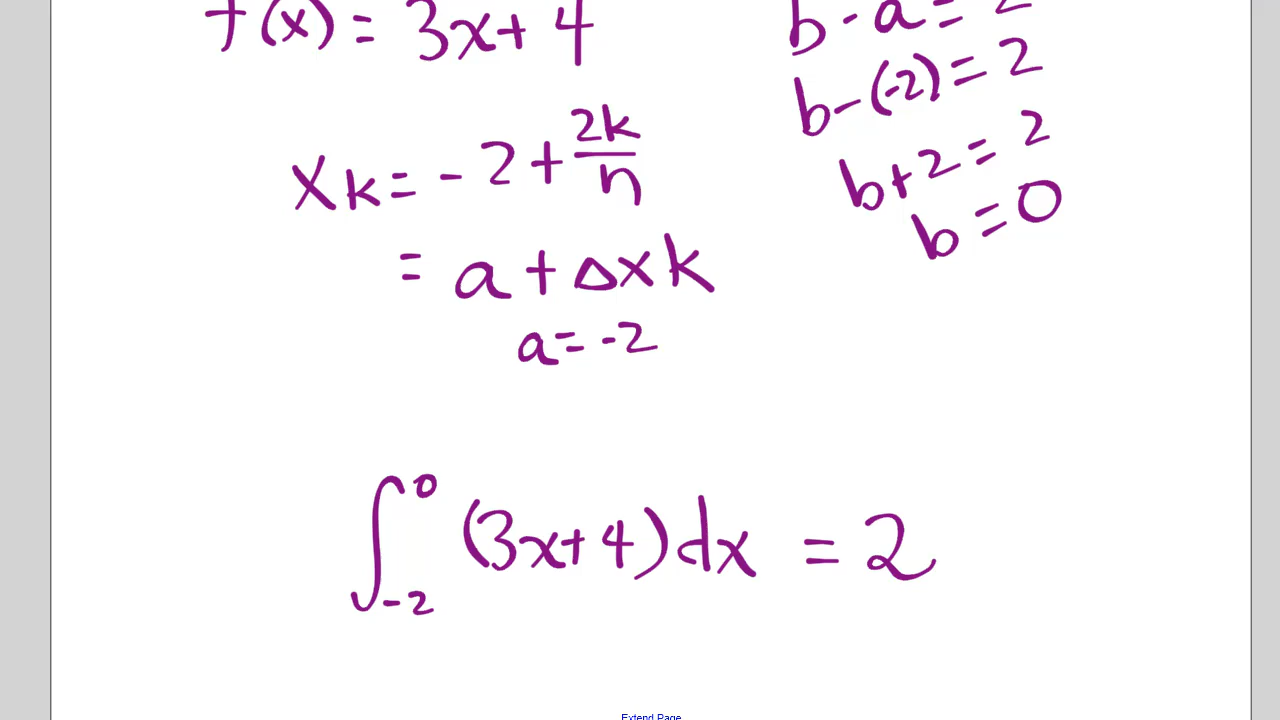 f(x) = 3x + 4
xk = -2 + 2k/n
= a + Δxk
a = -2
b - a = 2
b - (-2) = 2
b + 2 = 2
b = 0
∫_{-2}^{0} (3x + 4) dx = 2
Extend Page